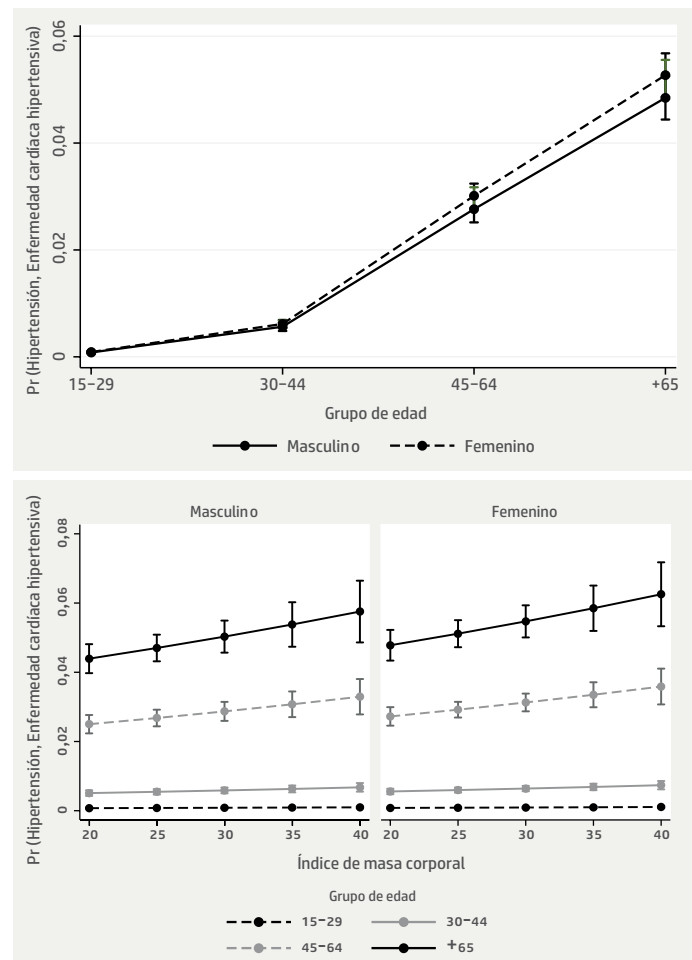 Pr (Hipertensión, Enfermedad cardiaca hipertensiva)
0,06
0,04
0,02
0
15-29 30-44 45-64 +65
Grupo de edad
Masculino Femenino
Pr (Hipertensión, Enfermedad cardiaca hipertensiva)
Masculino Femenino
0,08
0,06
0,04
0,02
0
20 25 30 35 40 20 25 30 35 40
Índice de masa corporal
Grupo de edad
15-29 30-44
45-64 +65